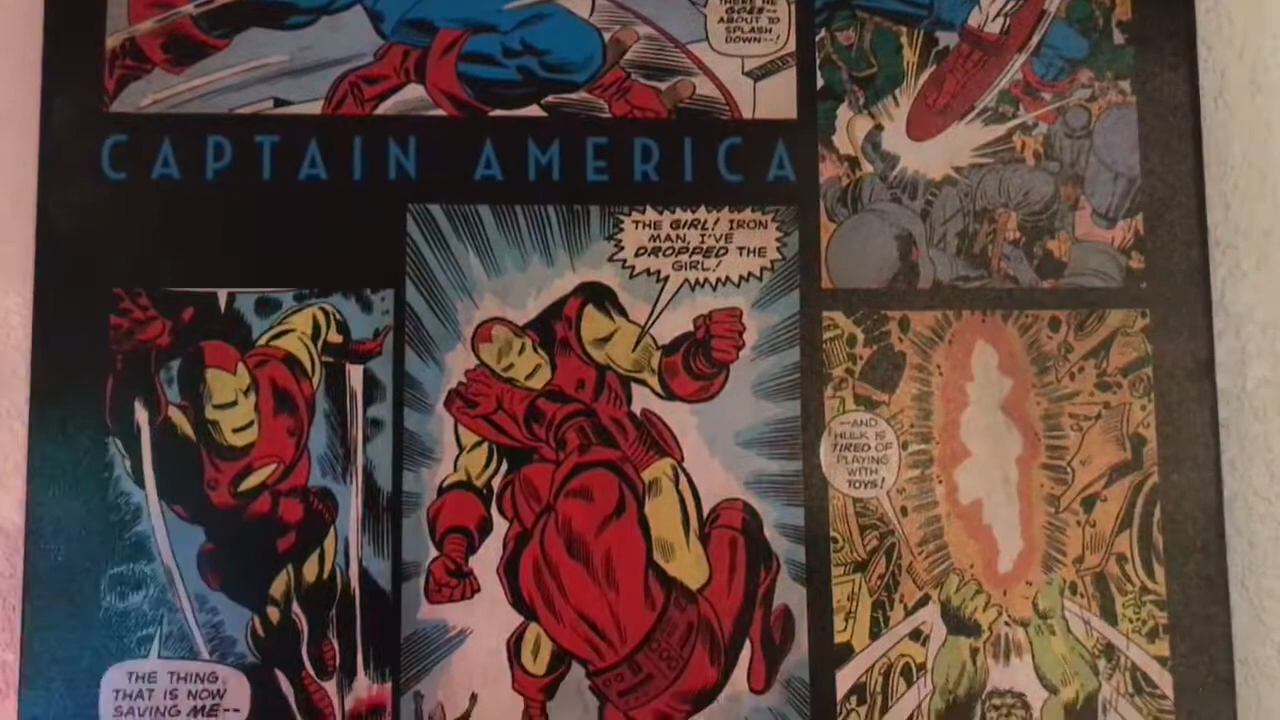 THERE HE
GOES--
ABOUT TO
SPLASH
DOWN--!
CAPTAIN AMERICA
THE GIRL! IRON
MAN, I'VE
DROPPED THE
GIRL!
--AND
HULK IS
TIRED OF
PLAYING
WITH
TOYS!
THE THING
THAT IS NOW
SAVING ME--